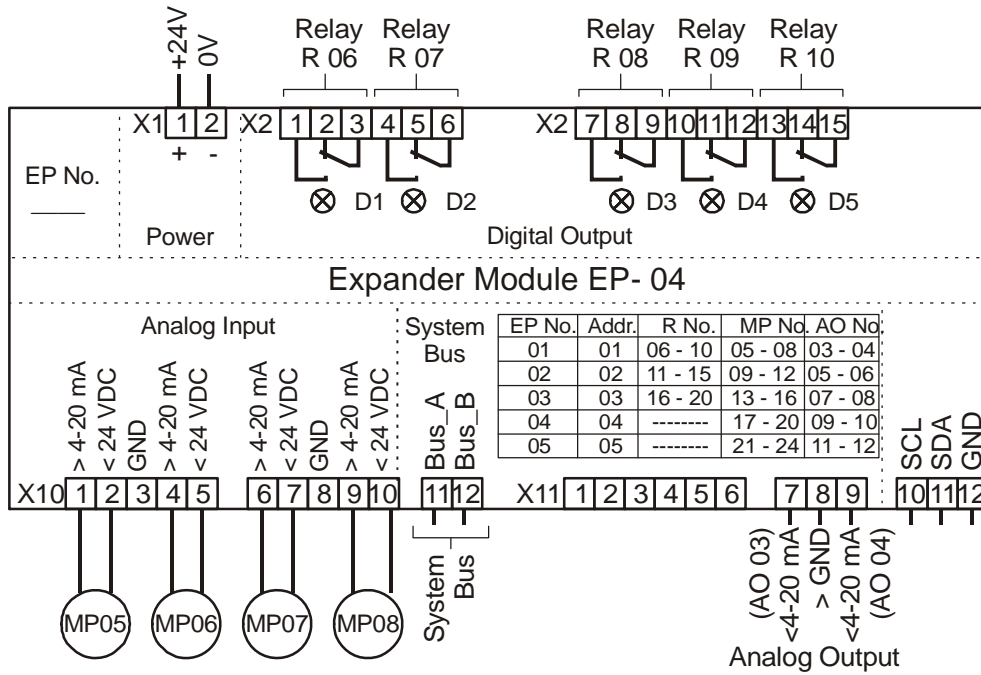 +24V
0V
Relay
R 06
Relay
R 07
Relay
R 08
Relay
R 09
Relay
R 10
X1 1 2
X2 1 2 3 4 5 6
X2 7 8 9 10 11 12 13 14 15
+ -
EP No.
D1 D2 D3 D4 D5
Power
Digital Output
Expander Module EP- 04
Analog Input
System
Bus
EP No. Addr. R No. MP No. AO No.
01 01 06 - 10 05 - 08 03 - 04
02 02 11 - 15 09 - 12 05 - 06
03 03 16 - 20 13 - 16 07 - 08
04 04 -------- 17 - 20 09 - 10
05 05 -------- 21 - 24 11 - 12
> 4-20 mA
< 24 VDC
GND
> 4-20 mA
< 24 VDC
> 4-20 mA
< 24 VDC
GND
> 4-20 mA
< 24 VDC
Bus_A
Bus_B
SCL
SDA
GND
X10 1 2 3 4 5 6 7 8 9 10 11 12
X11 1 2 3 4 5 6 7 8 9 10 11 12
MP05 MP06 MP07 MP08
System
Bus
(AO 03)
<4-20 mA
> GND
<4-20 mA
(AO 04)
Analog Output